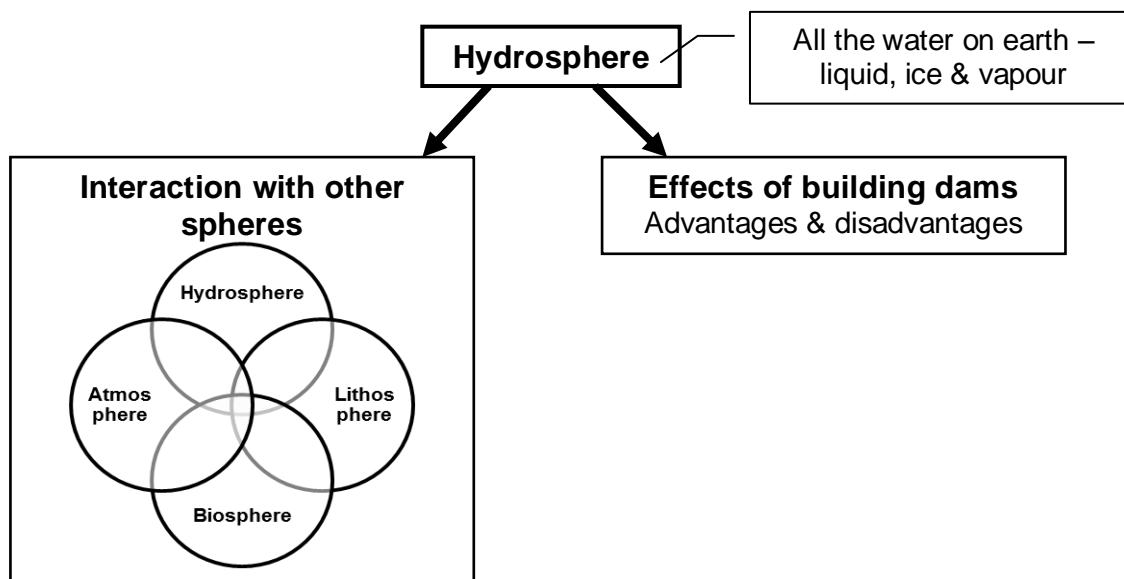 Hydrosphere
All the water on earth –
liquid, ice & vapour
Interaction with other
spheres
Hydrosphere
Atmos
phere
Lithos
phere
Biosphere
Effects of building dams
Advantages & disadvantages